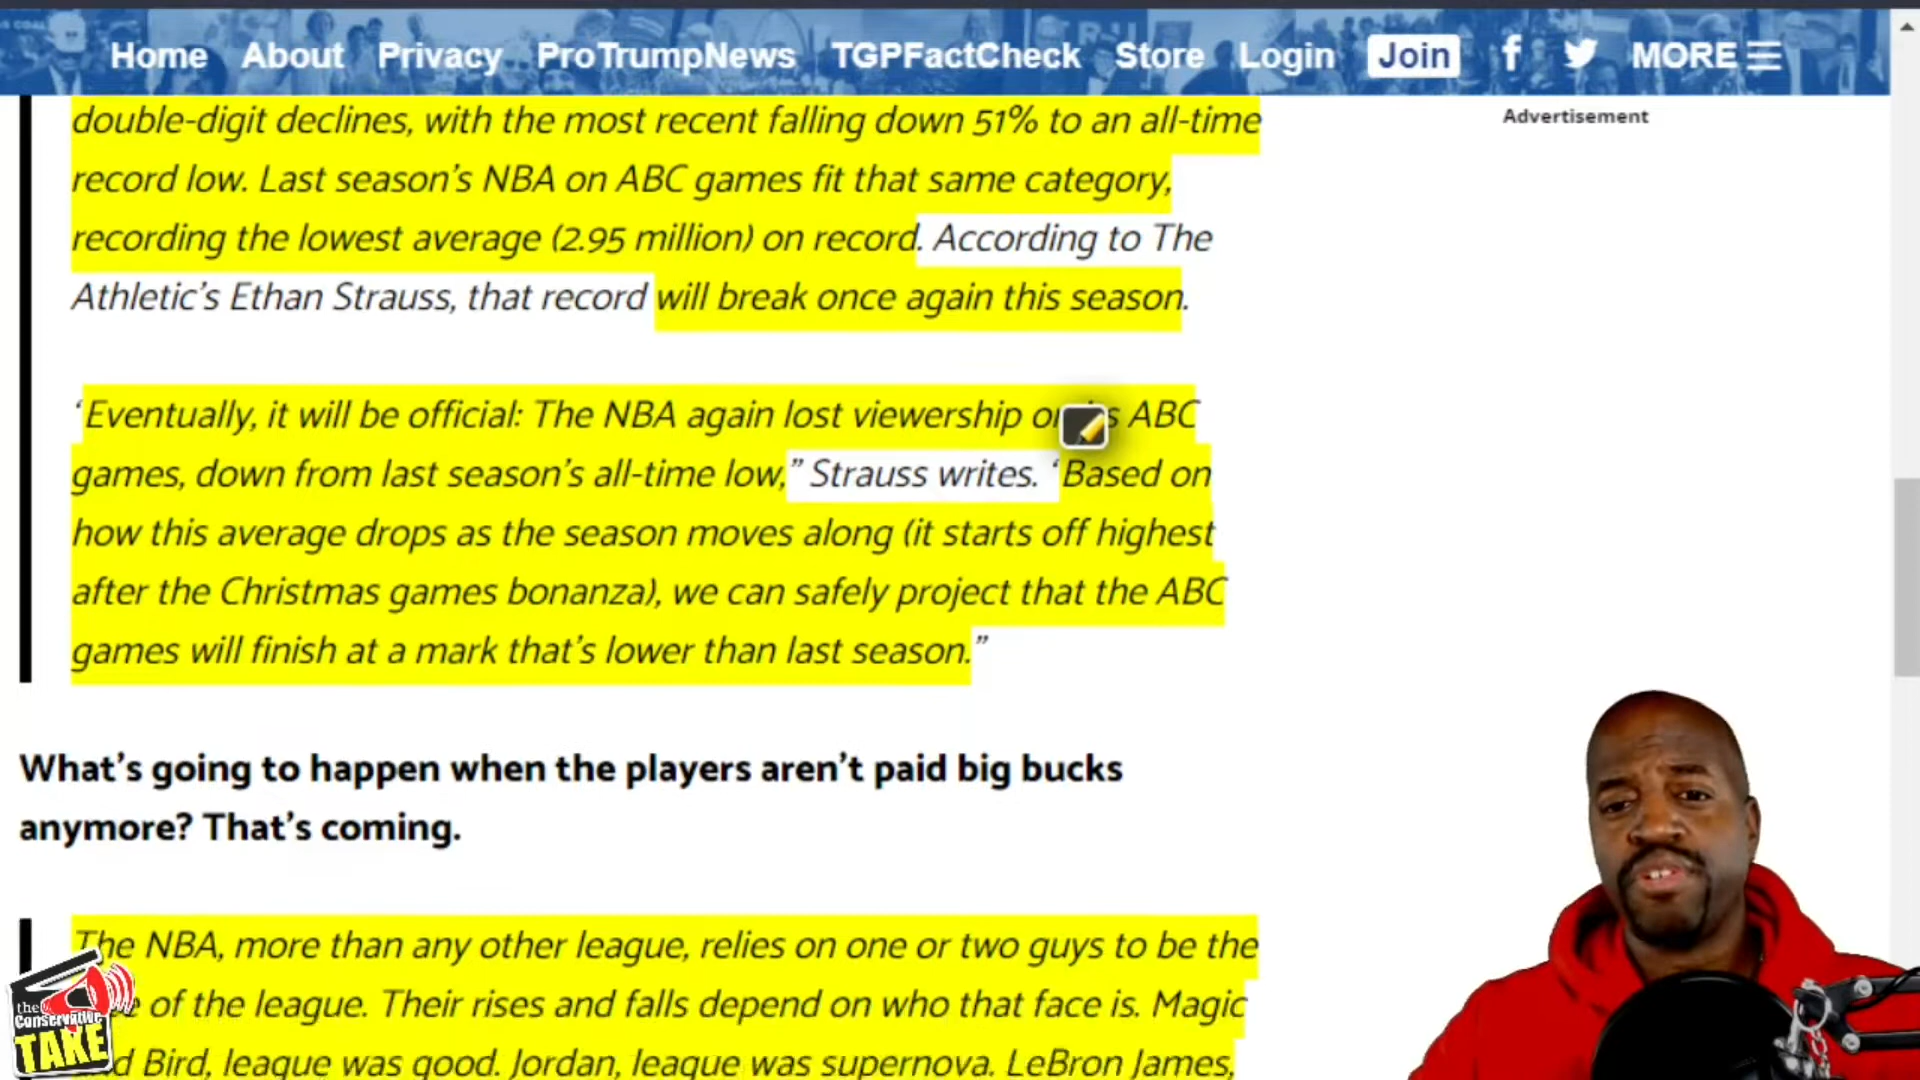 Home About Privacy ProTrumpNews TGPFactCheck Store Login Join f MORE
Advertisement
double-digit declines, with the most recent falling down 51% to an all-time
record low. Last season's NBA on ABC games fit that same category,
recording the lowest average (2.95 million) on record. According to The
Athletic's Ethan Strauss, that record will break once again this season.
‘Eventually, it will be official: The NBA again lost viewership ABC
games, down from last season's all-time low,” Strauss writes. ‘Based on
how this average drops as the season moves along (it starts off highest
after the Christmas games bonanza), we can safely project that the ABC
games will finish at a mark that's lower than last season.”
What's going to happen when the players aren't paid big bucks
anymore? That's coming.
The NBA, more than any other league, relies on one or two guys to be the
of the league. Their rises and falls depend on who that face is. Magic
Bird, league was good. Jordan, league was supernova. LeBron James,
the
Conservative
TAKE